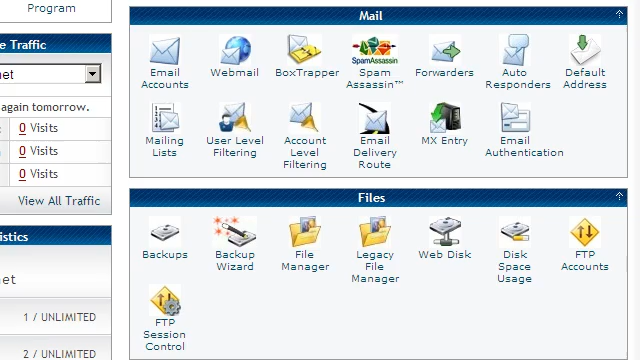 Program
e Traffic
net
again tomorrow.
0 Visits
0 Visits
0 Visits
View All Traffic
tistics
net
1 / UNLIMITED
2 / UNLIMITED
Mail
Email Accounts
Webmail
BoxTrapper
SpamAssassin
Spam Assassin™
Forwarders
Auto Responders
Default Address
Mailing Lists
User Level Filtering
Account Level Filtering
Email Delivery Route
MX Entry
Email Authentication
Files
Backups
Backup Wizard
File Manager
Legacy File Manager
Web Disk
Disk Space Usage
FTP Accounts
FTP Session Control